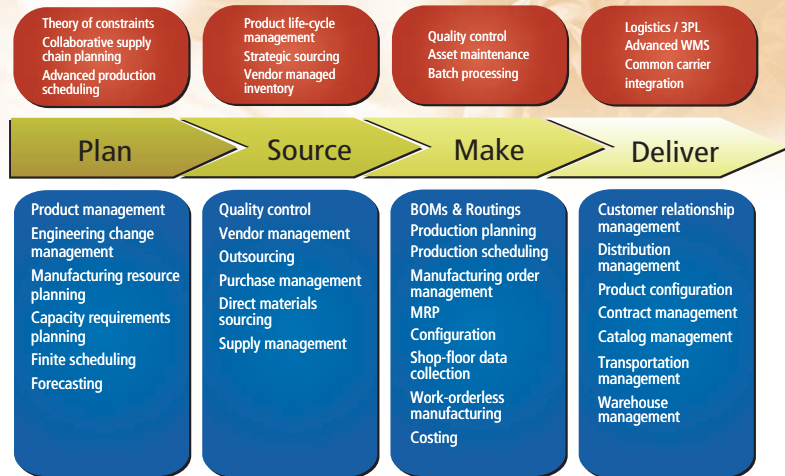 Theory of constraints
Collaborative supply
chain planning
Advanced production
scheduling
Product life-cycle
management
Strategic sourcing
Vendor managed
inventory
Quality control
Asset maintenance
Batch processing
Logistics / 3PL
Advanced WMS
Common carrier
integration
Plan
Source
Make
Deliver
Product management
Engineering change
management
Manufacturing resource
planning
Capacity requirements
planning
Finite scheduling
Forecasting
Quality control
Vendor management
Outsourcing
Purchase management
Direct materials
sourcing
Supply management
BOMs & Routings
Production planning
Production scheduling
Manufacturing order
management
MRP
Configuration
Shop-floor data
collection
Work-orderless
manufacturing
Costing
Customer relationship
management
Distribution
management
Product configuration
Contract management
Catalog management
Transportation
management
Warehouse
management